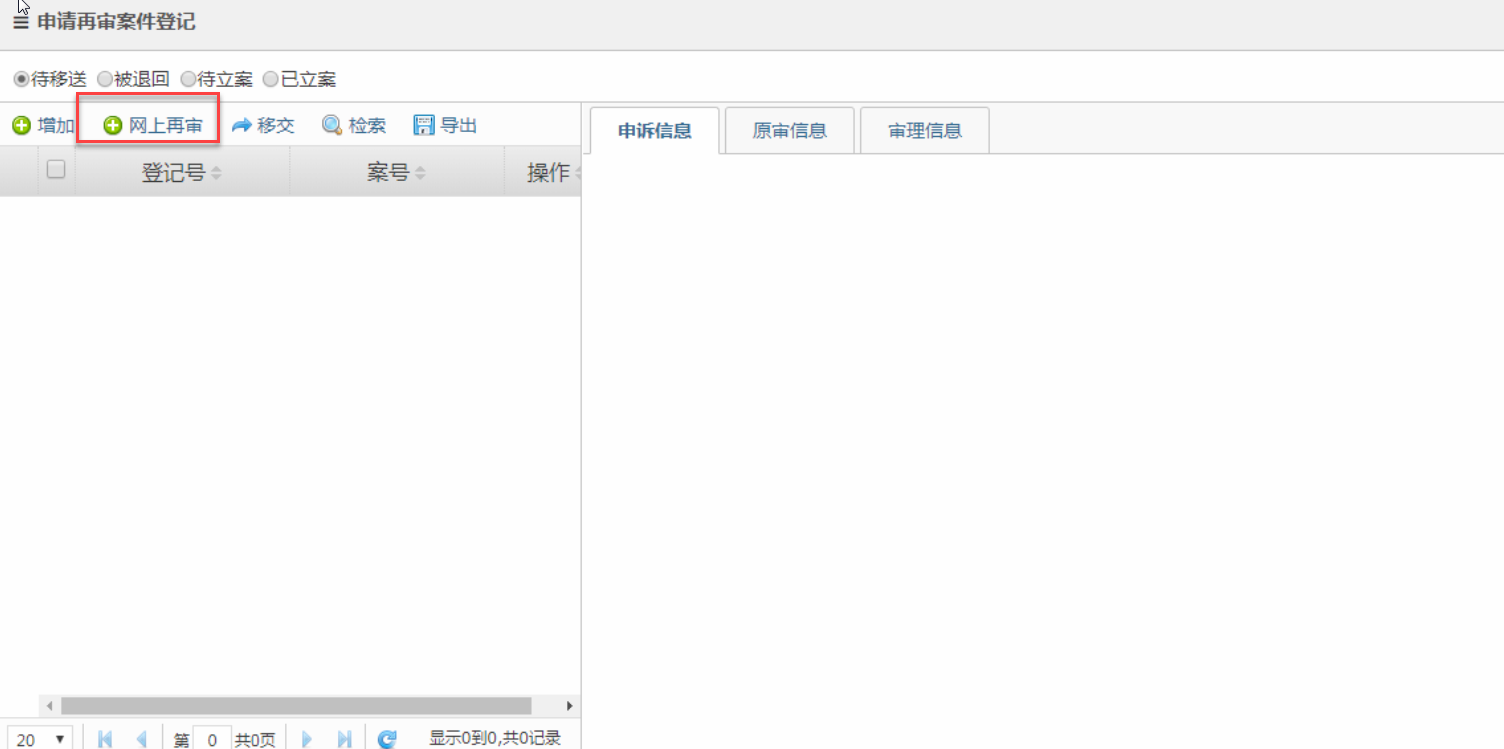 申请再审案件登记
待移送 被退回 待立案 已立案
增加 网上再审 移交 检索 导出
申诉信息 原审信息 审理信息
登记号 案号 操作
20 第 0 共0页 显示0到0,共0记录